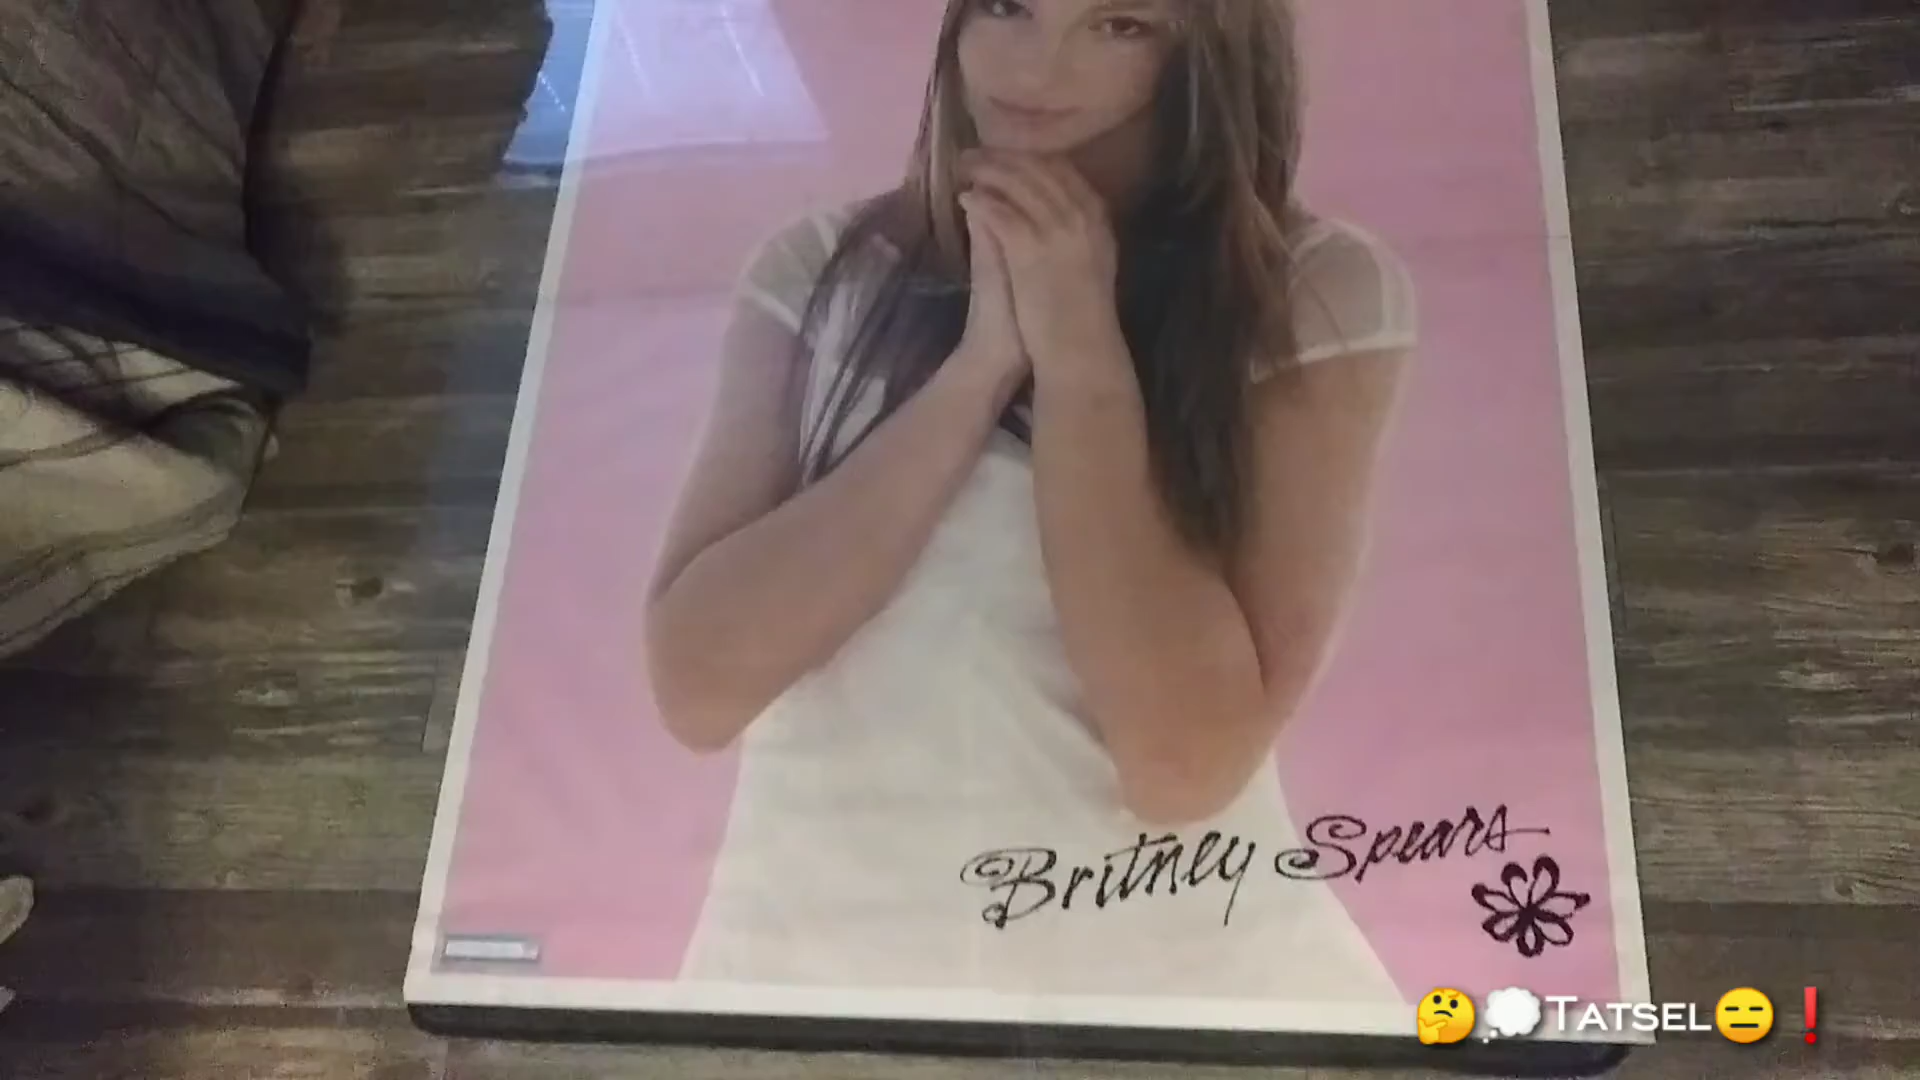 Britney Spears
🤔💭TATSEL😑❗